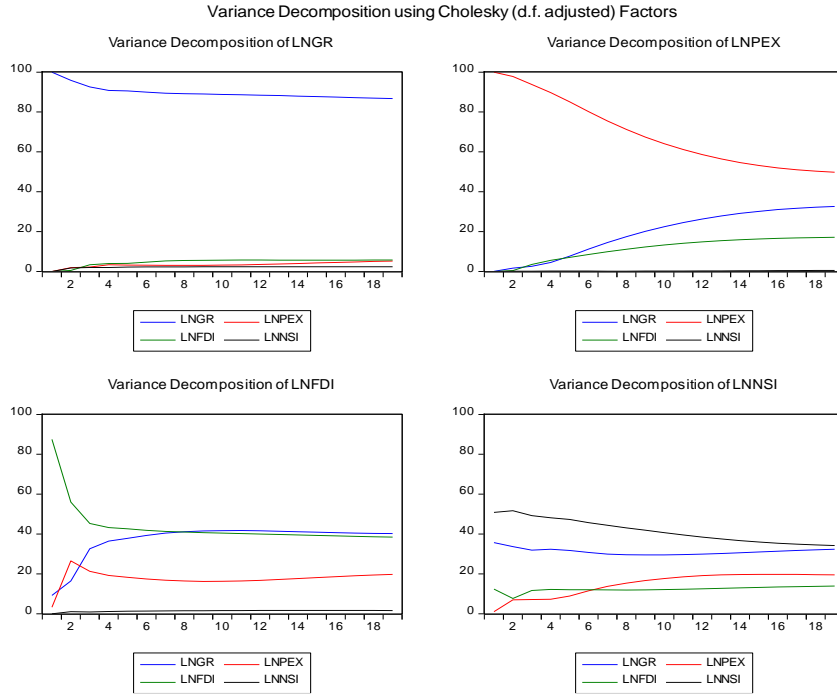 Variance Decomposition using Cholesky (d.f. adjusted) Factors
Variance Decomposition of LNGR
100
80
60
40
20
0
2 4 6 8 10 12 14 16 18
LNGR LNPEX
LNFDI LNNSI
Variance Decomposition of LNPEX
100
80
60
40
20
0
2 4 6 8 10 12 14 16 18
LNGR LNPEX
LNFDI LNNSI
Variance Decomposition of LNFDI
100
80
60
40
20
0
2 4 6 8 10 12 14 16 18
LNGR LNPEX
LNFDI LNNSI
Variance Decomposition of LNNSI
100
80
60
40
20
0
2 4 6 8 10 12 14 16 18
LNGR LNPEX
LNFDI LNNSI